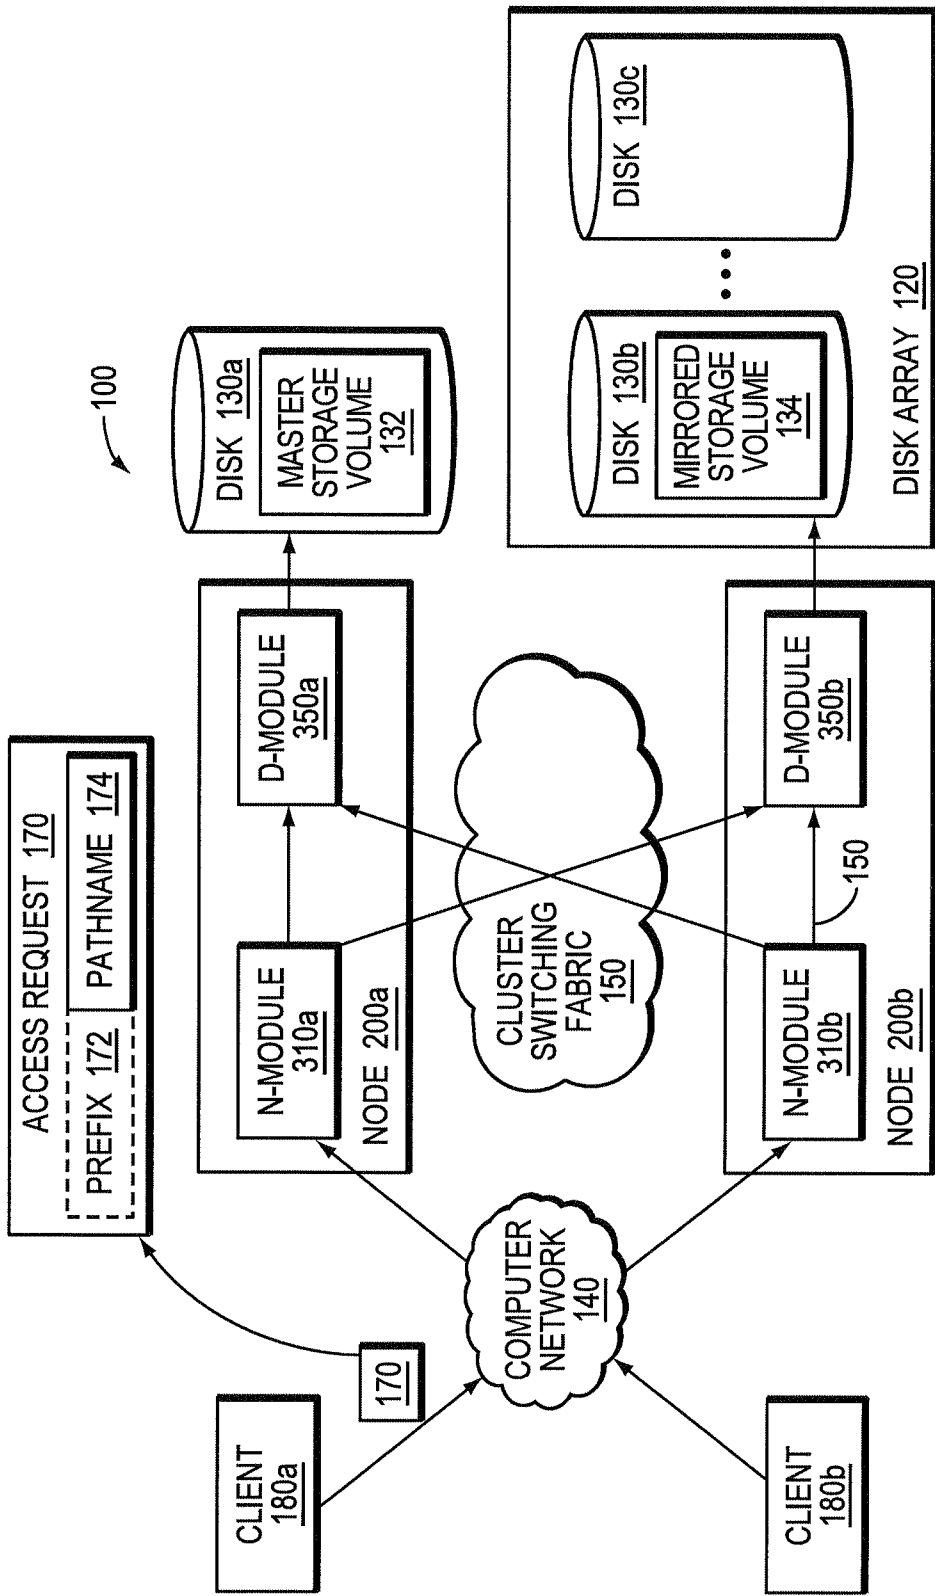 100
ACCESS REQUEST 170
PREFIX 172
PATHNAME 174
CLIENT
180a
170
COMPUTER
NETWORK
140
NODE 200a
N-MODULE
310a
D-MODULE
350a
DISK 130a
MASTER
STORAGE
VOLUME
132
CLUSTER
SWITCHING
FABRIC
150
CLIENT
180b
NODE 200b
N-MODULE
310b
150
D-MODULE
350b
DISK 130b
MIRRORED
STORAGE
VOLUME
134
DISK 130c
DISK ARRAY 120